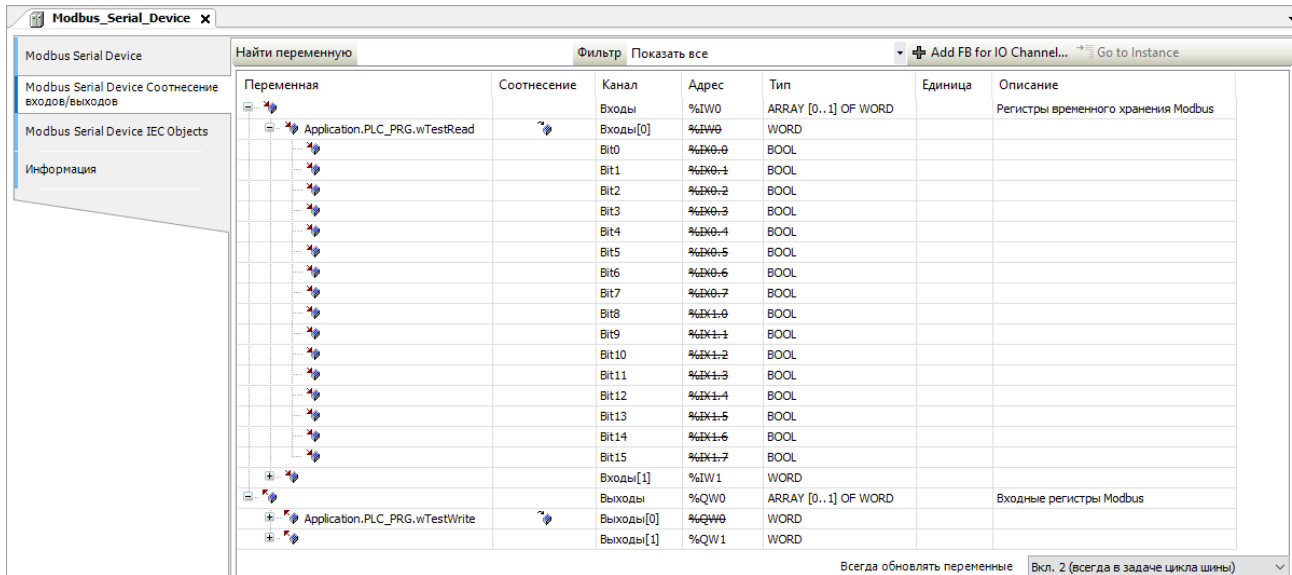 Modbus_Serial_Device X
Modbus Serial Device
Modbus Serial Device Соотнесение
входов/выходов
Modbus Serial Device IEC Objects
Информация
Найти переменную Фильтр Показать все Add FB for IO Channel... Go to Instance
Переменная Соотнесение Канал Адрес Тип Единица Описание
Входы %IW0 ARRAY [0..1] OF WORD Регистры временного хранения Modbus
Application.PLC_PRG.wTestRead Входы[0] %IW0 WORD
Bit0 %IX0.0 BOOL
Bit1 %IX0.1 BOOL
Bit2 %IX0.2 BOOL
Bit3 %IX0.3 BOOL
Bit4 %IX0.4 BOOL
Bit5 %IX0.5 BOOL
Bit6 %IX0.6 BOOL
Bit7 %IX0.7 BOOL
Bit8 %IX1.0 BOOL
Bit9 %IX1.1 BOOL
Bit10 %IX1.2 BOOL
Bit11 %IX1.3 BOOL
Bit12 %IX1.4 BOOL
Bit13 %IX1.5 BOOL
Bit14 %IX1.6 BOOL
Bit15 %IX1.7 BOOL
Входы[1] %IW1 WORD
Выходы %QW0 ARRAY [0..1] OF WORD Входные регистры Modbus
Application.PLC_PRG.wTestWrite Выходы[0] %QW0 WORD
Выходы[1] %QW1 WORD
Всегда обновлять переменные Вкл. 2 (всегда в задаче цикла шины)